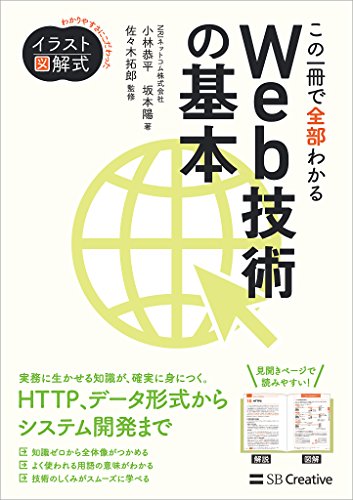 わかりやすさにこだわった
イラスト
図解式
この一冊で全部わかる
Web技術
の基本
NRIネットコム株式会社
小林恭平 坂本陽 著
佐々木拓郎 監修
実務に生かせる知識が、確実に身につく。
HTTP、データ形式から
システム開発まで
知識ゼロから全体像がつかめる
よく使われる用語の意味がわかる
技術のしくみがスムーズに学べる
見開きページで
読みやすい!
HTTP
解説
図解
SB Creative